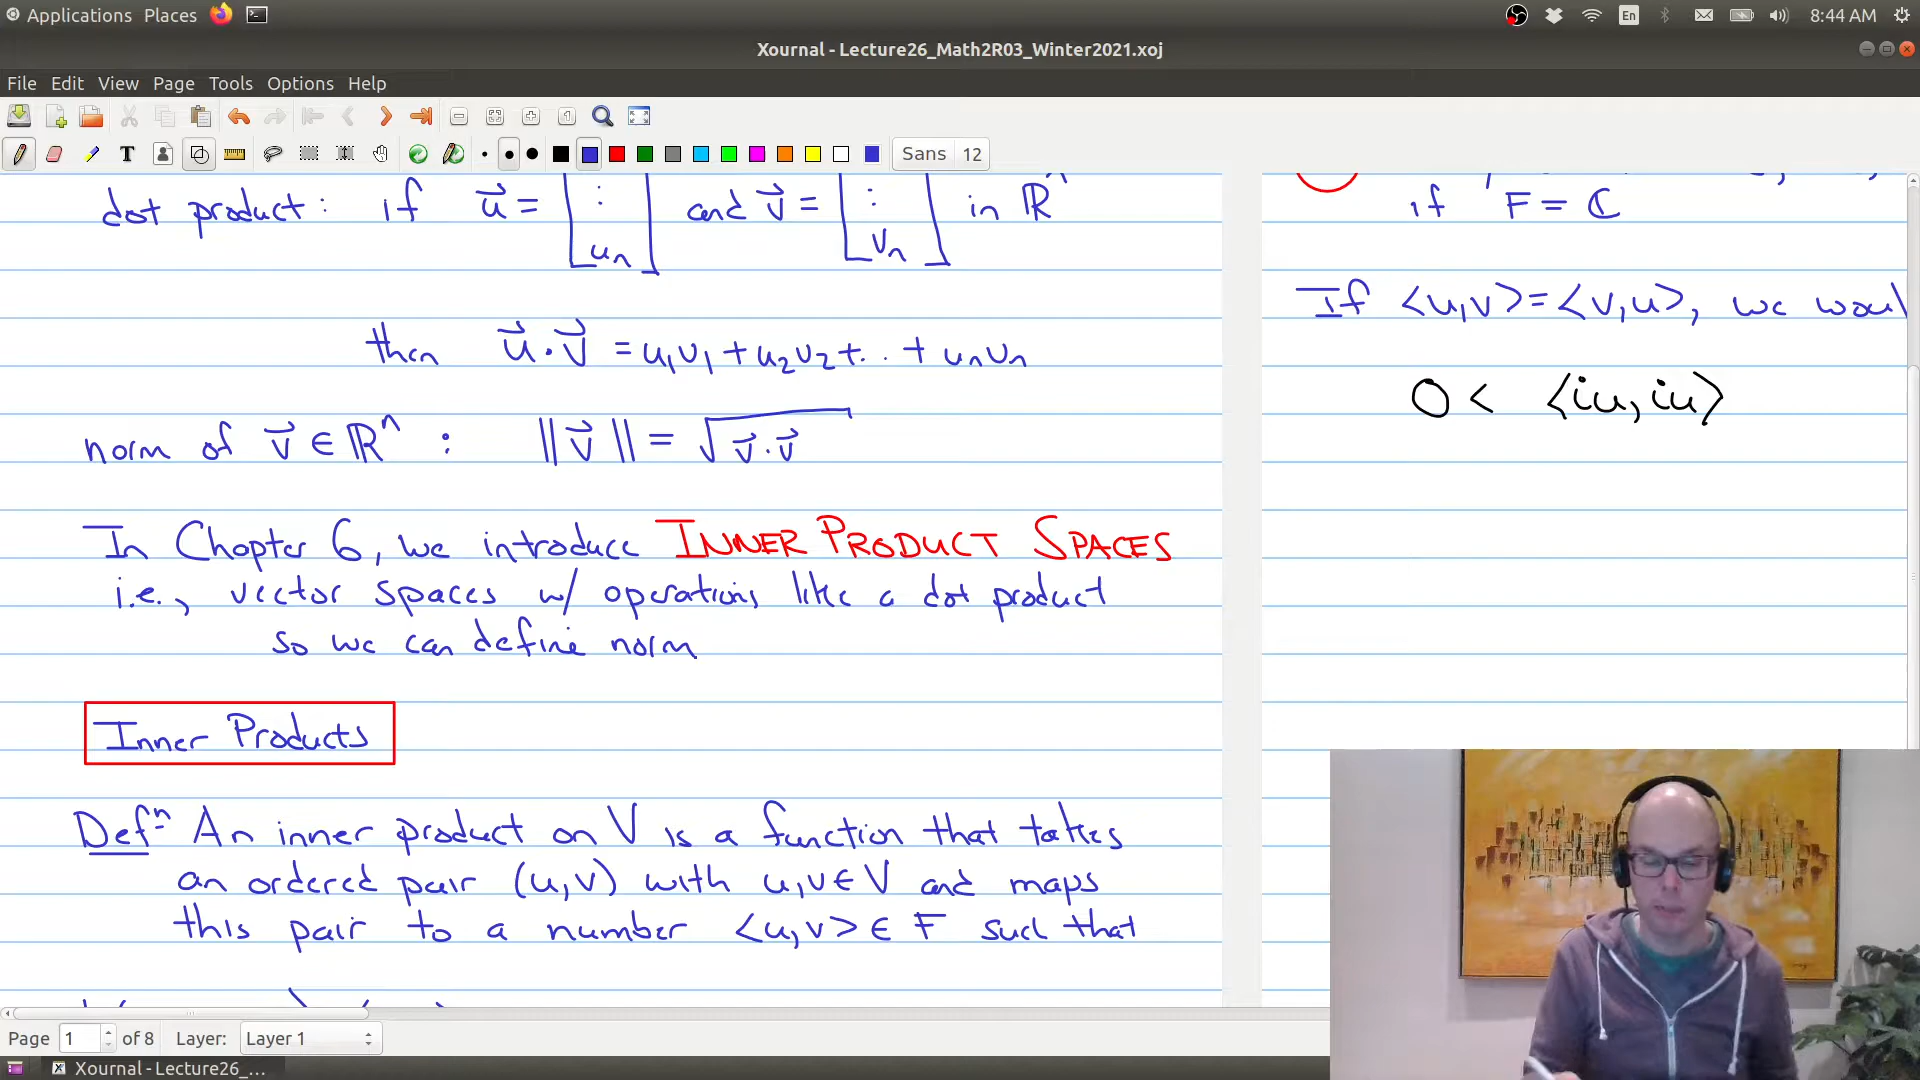 Applications Places En 8:44 AM
Xournal - Lecture26_Math2R03_Winter2021.xoj
File Edit View Page Tools Options Help
Sans 12
dot product: if u⃗ = [⋮ uₙ] and v⃗ = [⋮ vₙ] in ℝⁿ
then u⃗·v⃗ = u₁v₁ + u₂v₂ + ... + uₙvₙ
norm of v⃗ ∈ ℝⁿ : ‖v⃗‖ = √(v⃗·v⃗)
In Chapter 6, we introduce INNER PRODUCT SPACES
i.e., vector spaces w/ operations like a dot product
so we can define norm
Inner Products
Defⁿ An inner product on V is a function that takes
an ordered pair (u,v) with u,v ∈ V and maps
this pair to a number <u,v> ∈ F such that
if F = ℂ
If <u,v> = <v,u>, we woul
0 < <iu,iu>
Page 1 of 8 Layer: Layer 1
Xournal - Lecture26_...